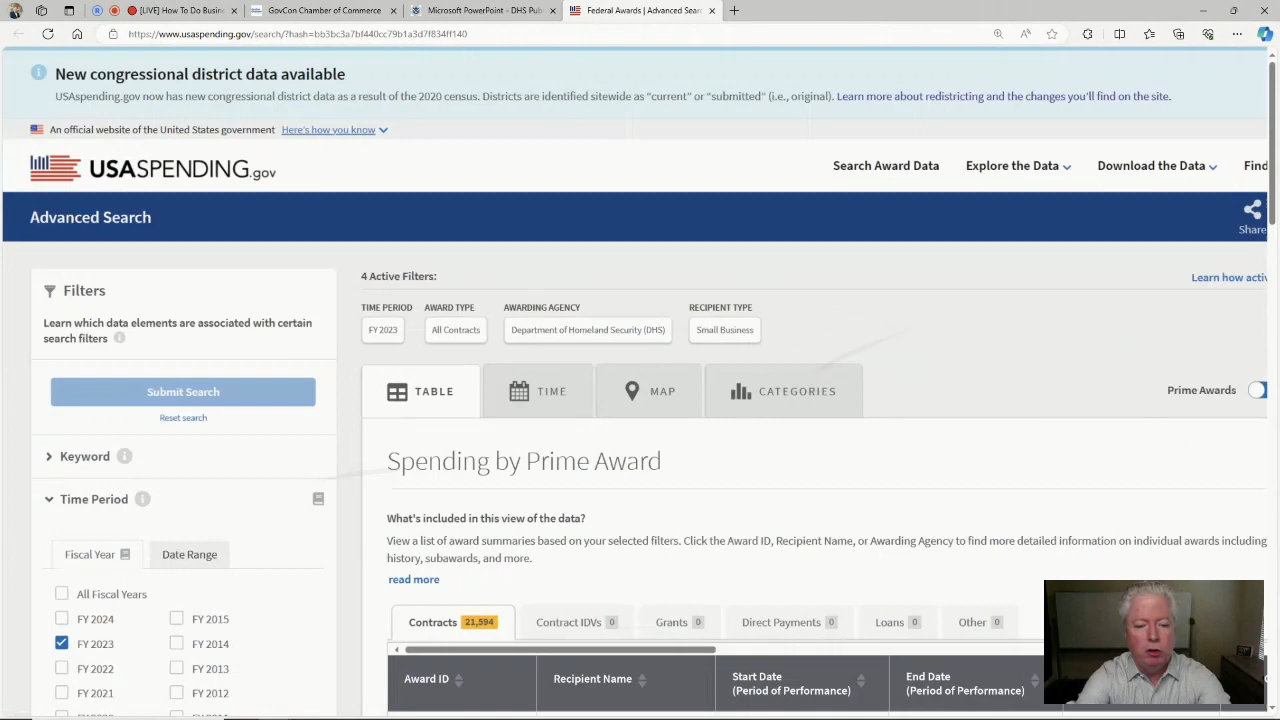 [LIVE] How To Do Busin
GovCon Chamber of Commerce
Microsoft PowerPoint - DHS Pub
Federal Awards | Advanced Sear
https://www.usaspending.gov/search/?hash=bb3bc3a7bf440cc79b1a3d7f834ff140
New congressional district data available
USAspending.gov now has new congressional district data as a result of the 2020 census. Districts are identified sitewide as “current” or “submitted” (i.e., original). Learn more about redistricting and the changes you’ll find on the site.
An official website of the United States government Here's how you know
USASPENDING.gov
Search Award Data Explore the Data Download the Data Find
Advanced Search
Share
Filters
Learn which data elements are associated with certain
search filters
Submit Search
Reset search
Keyword
Time Period
Fiscal Year Date Range
All Fiscal Years
FY 2024 FY 2015
FY 2023 FY 2014
FY 2022 FY 2013
FY 2021 FY 2012
4 Active Filters:
Learn how activ
TIME PERIOD AWARD TYPE AWARDING AGENCY RECIPIENT TYPE
FY 2023 All Contracts Department of Homeland Security (DHS) Small Business
TABLE TIME MAP CATEGORIES
Prime Awards
Spending by Prime Award
What's included in this view of the data?
View a list of award summaries based on your selected filters. Click the Award ID, Recipient Name, or Awarding Agency to find more detailed information on individual awards including
history, subawards, and more.
read more
Contracts 21,594 Contract IDVs 0 Grants 0 Direct Payments 0 Loans 0 Other 0
Award ID Recipient Name
Start Date
(Period of Performance)
End Date
(Period of Performance)